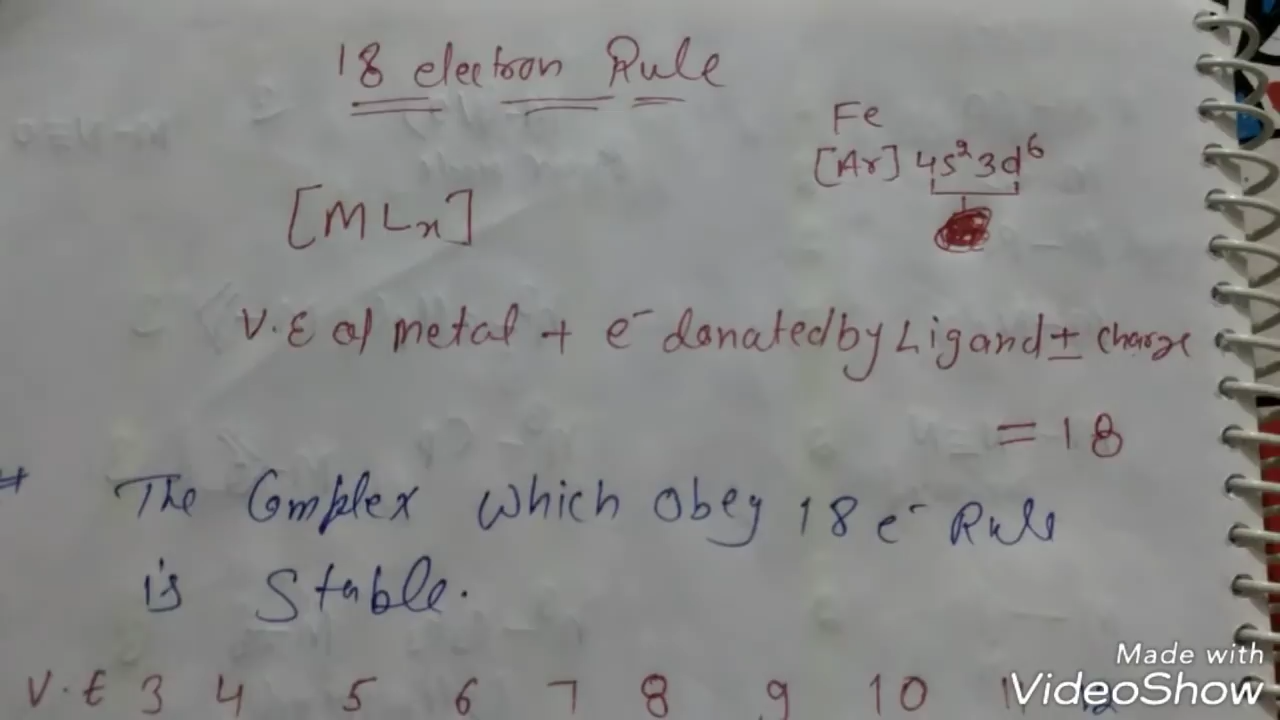 18 electron Rule
Fe
[Ar] 4s²3d⁶
[MLx]
V.E of metal + e⁻ donated by Ligand ± charge
= 18
# The Complex Which Obey 18 e⁻ Rule
is Stable.
V.E 3 4 5 6 7 8 9 10
Made with
VideoShow